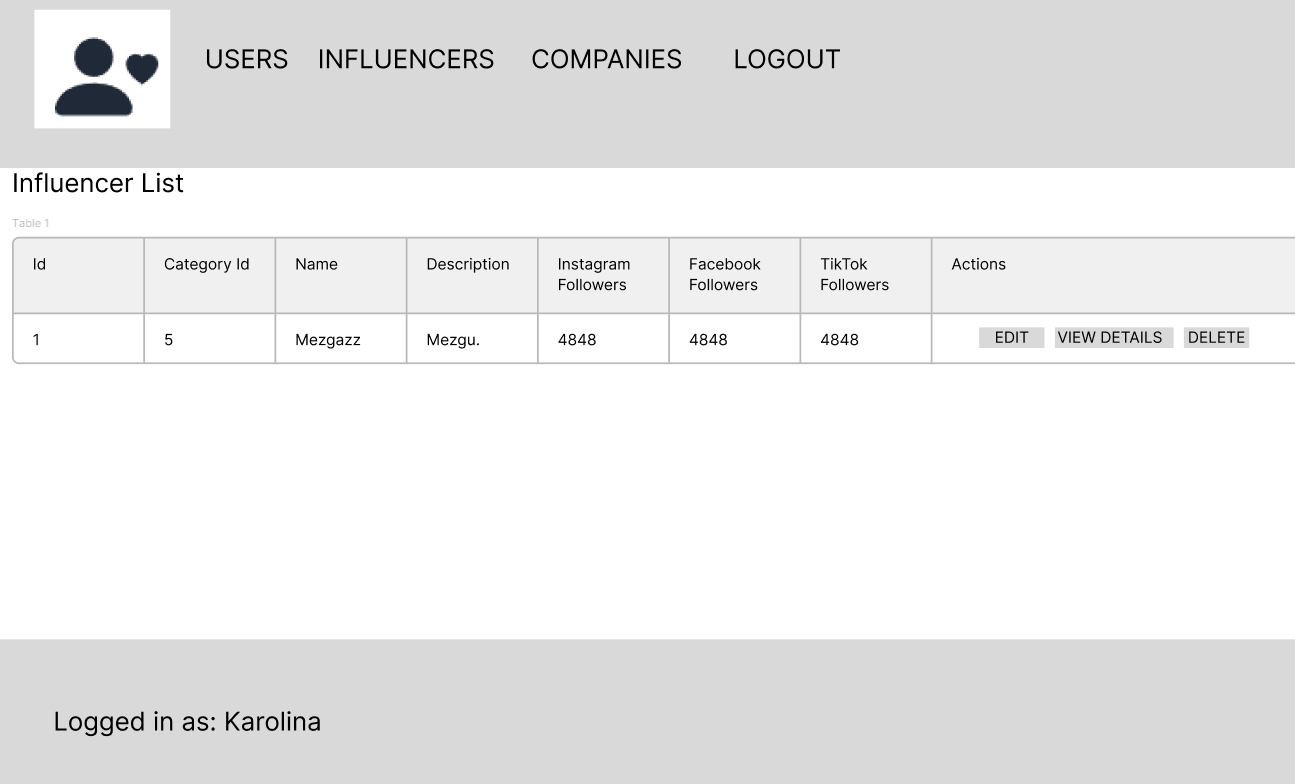 USERS INFLUENCERS COMPANIES LOGOUT
Influencer List
Table 1
Id Category Id Name Description Instagram Followers Facebook Followers TikTok Followers Actions
1 5 Mezgazz Mezgu. 4848 4848 4848 EDIT VIEW DETAILS DELETE
Logged in as: Karolina